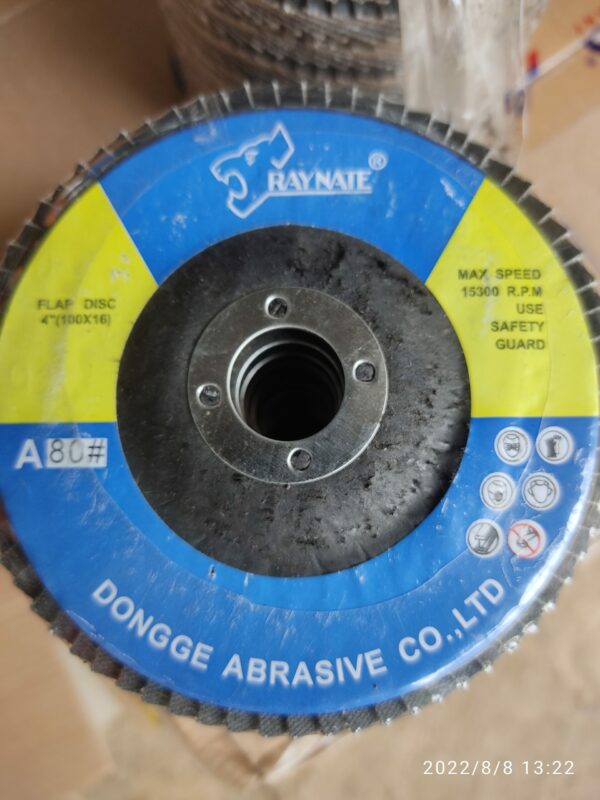 RAYNATE®
FLAP DISC
4"(100X16)
MAX SPEED
15300 R.P.M
USE
SAFETY
GUARD
A 80#
DONGGE ABRASIVE CO.,LTD
2022/8/8 13:22